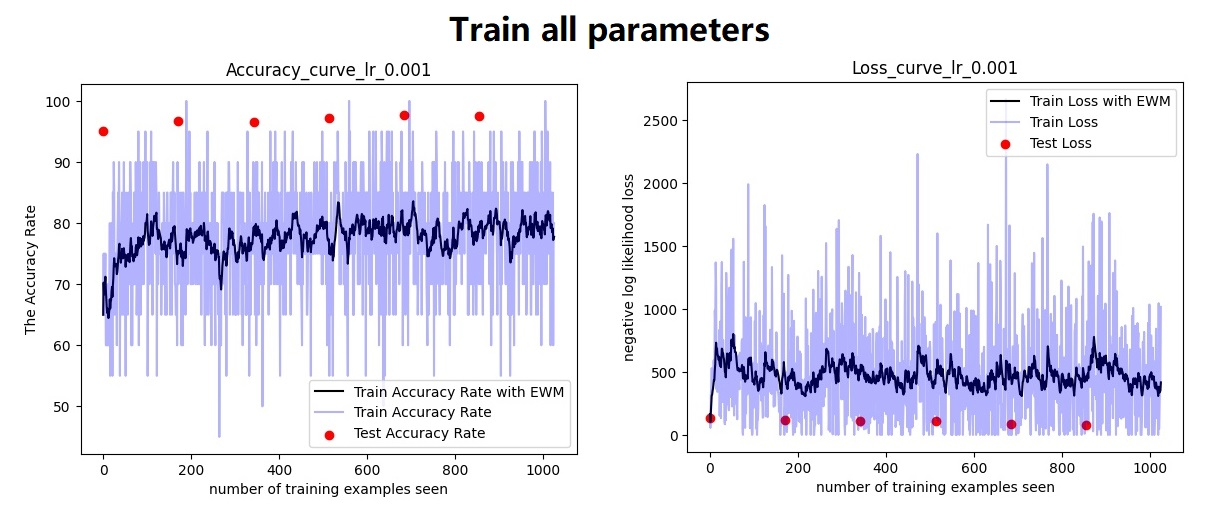 Train all parameters
Accuracy_curve_lr_0.001
The Accuracy Rate
100
90
80
70
60
50
Train Accuracy Rate with EWM
Train Accuracy Rate
Test Accuracy Rate
0 200 400 600 800 1000
number of training examples seen
Loss_curve_lr_0.001
negative log likelihood loss
2500
2000
1500
1000
500
0
Train Loss with EWM
Train Loss
Test Loss
0 200 400 600 800 1000
number of training examples seen